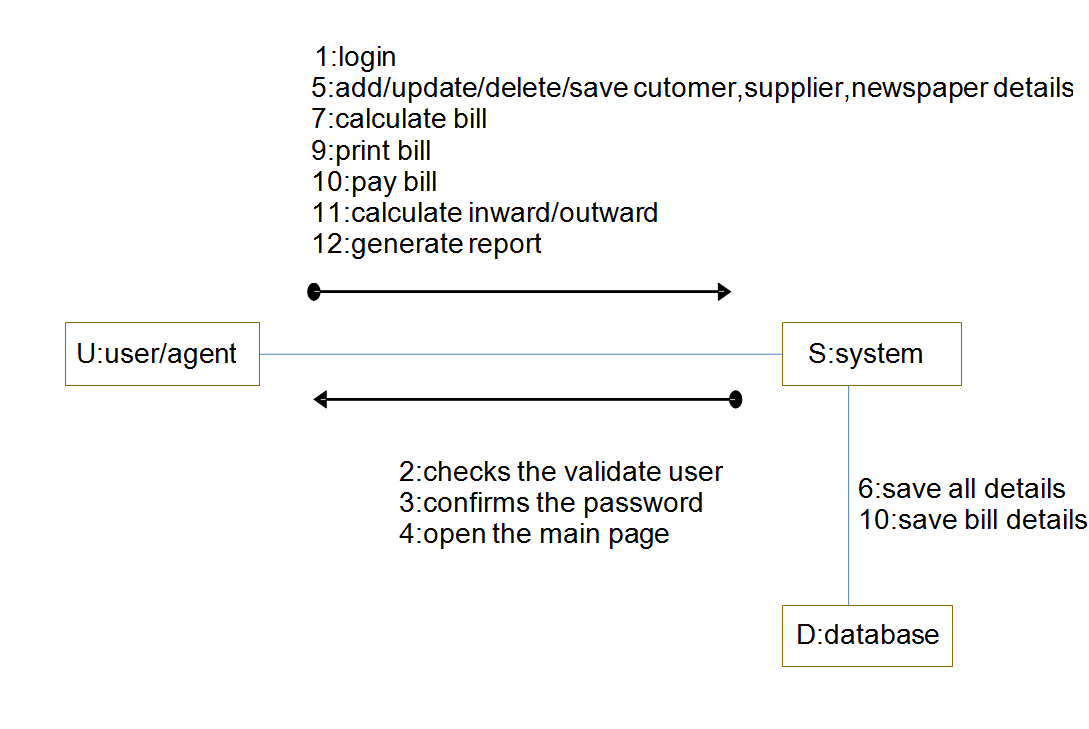 1:login
5:add/update/delete/save cutomer,supplier,newspaper details
7:calculate bill
9:print bill
10:pay bill
11:calculate inward/outward
12:generate report
U:user/agent
S:system
2:checks the validate user
3:confirms the password
4:open the main page
6:save all details
10:save bill details
D:database